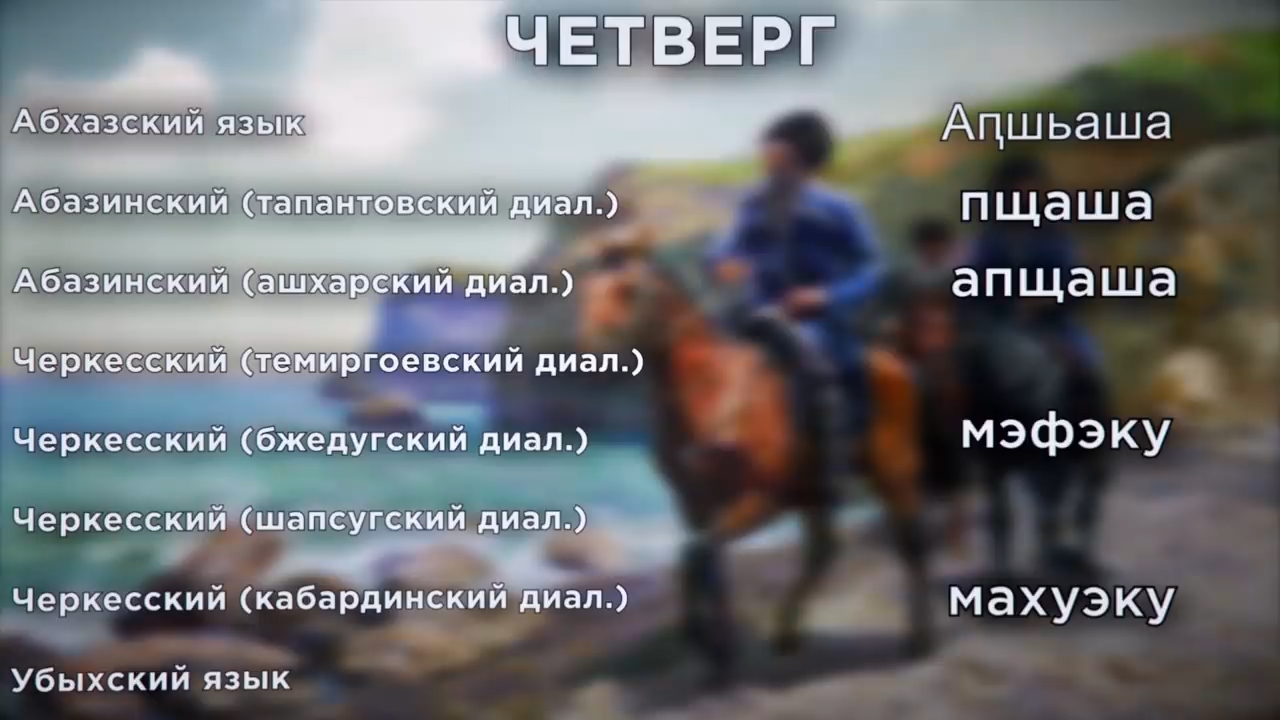 ЧЕТВЕРГ
Абхазский язык Аԥшьаша
Абазинский (тапантовский диал.) пщаша
Абазинский (ашхарский диал.) апщаша
Черкесский (темиргоевский диал.)
Черкесский (бжедугский диал.) мэфэку
Черкесский (шапсугский диал.)
Черкесский (кабардинский диал.) махуэку
Убыхский язык